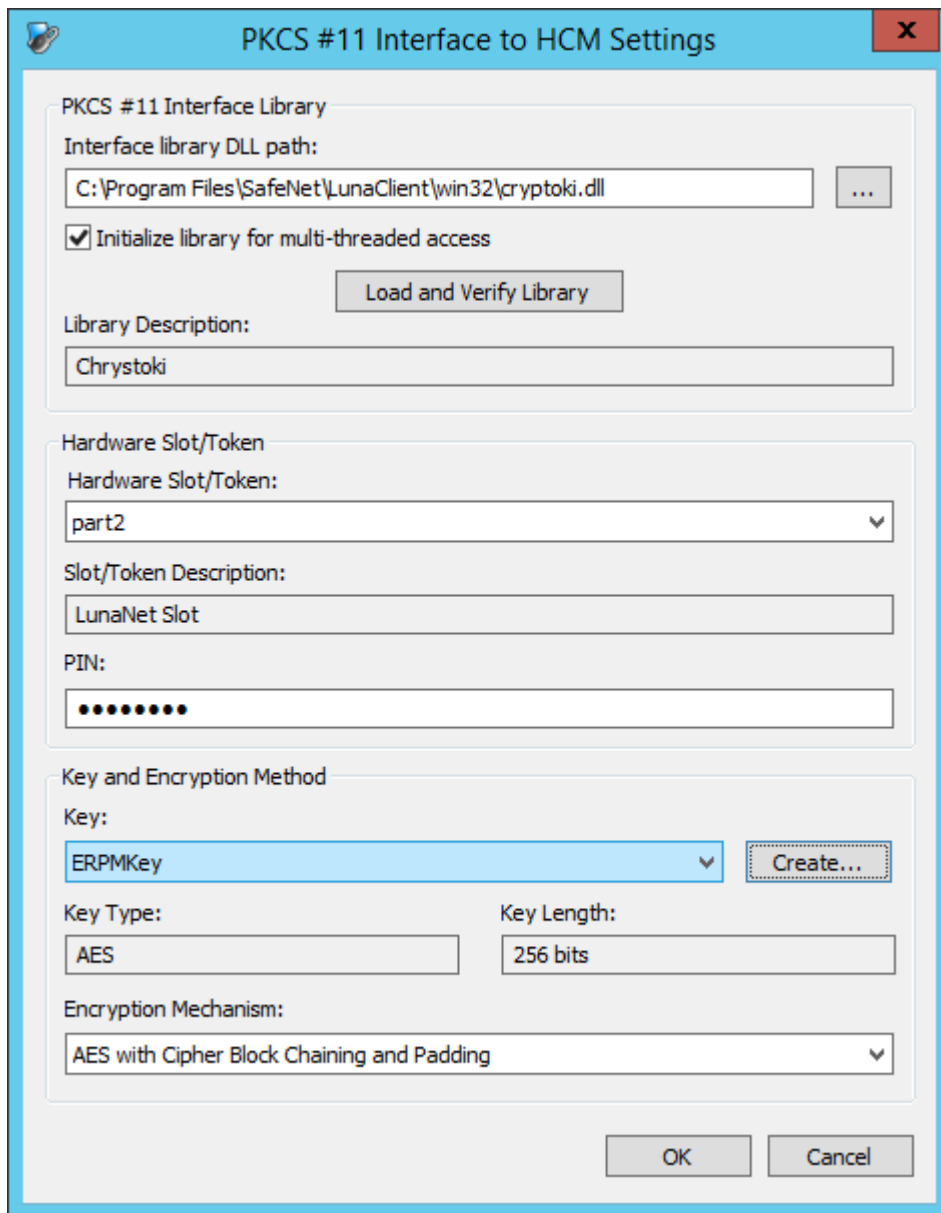 PKCS #11 Interface to HCM Settings
x
PKCS #11 Interface Library
Interface library DLL path:
C:\Program Files\SafeNet\LunaClient\win32\cryptoki.dll
...
Initialize library for multi-threaded access
Load and Verify Library
Library Description:
Chrystoki
Hardware Slot/Token
Hardware Slot/Token:
part2
Slot/Token Description:
LunaNet Slot
PIN:
●●●●●●●●
Key and Encryption Method
Key:
ERPMKey
Create...
Key Type:
Key Length:
AES
256 bits
Encryption Mechanism:
AES with Cipher Block Chaining and Padding
OK
Cancel